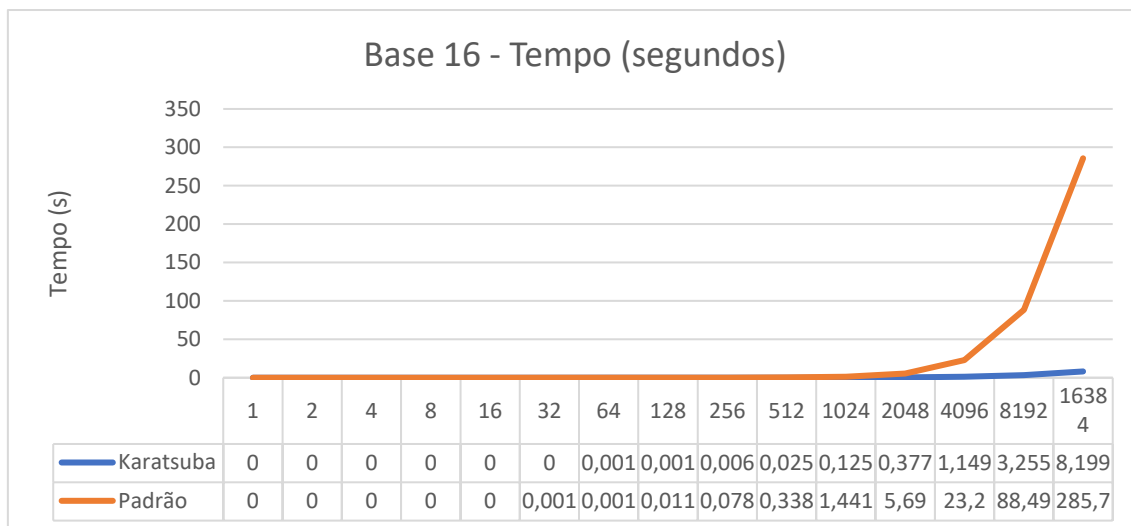 Base 16 - Tempo (segundos)
350
300
250
200
150
100
50
0
Tempo (s)
1 2 4 8 16 32 64 128 256 512 1024 2048 4096 8192 1638
4
Karatsuba 0 0 0 0 0 0 0,001 0,001 0,006 0,025 0,125 0,377 1,149 3,255 8,199
Padrão 0 0 0 0 0 0,001 0,001 0,011 0,078 0,338 1,441 5,69 23,2 88,49 285,7